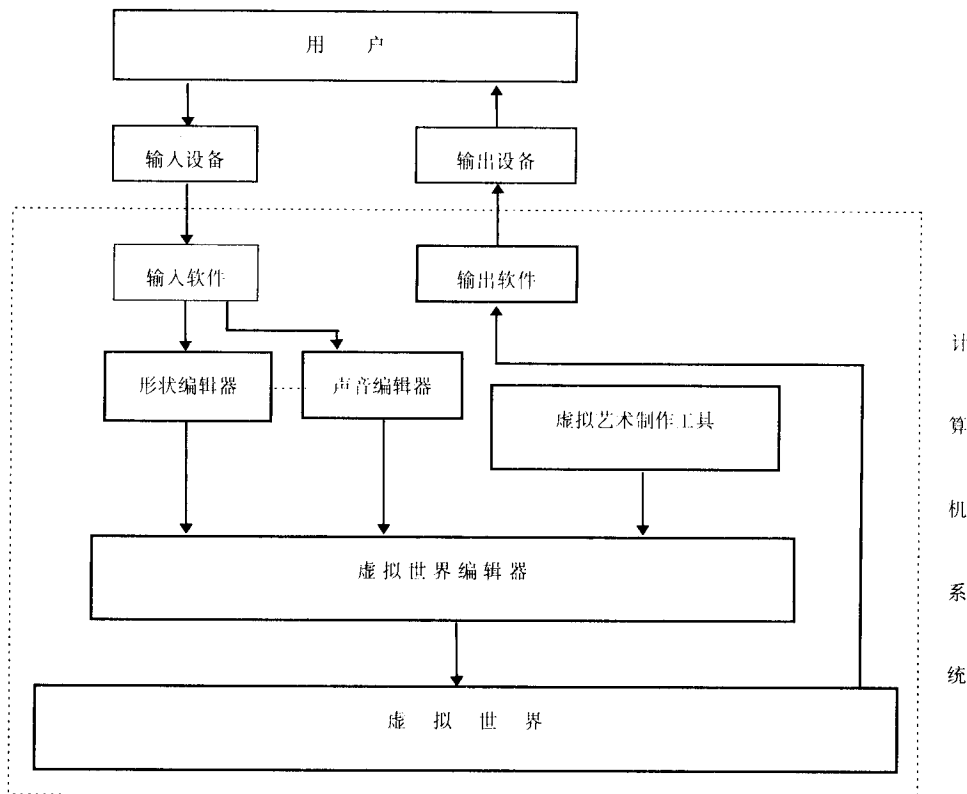 用 户
输入设备
输出设备
输入软件
输出软件
形状编辑器
声音编辑器
虚拟艺术制作工具
虚拟世界编辑器
虚 拟 世 界
计
算
机
系
统